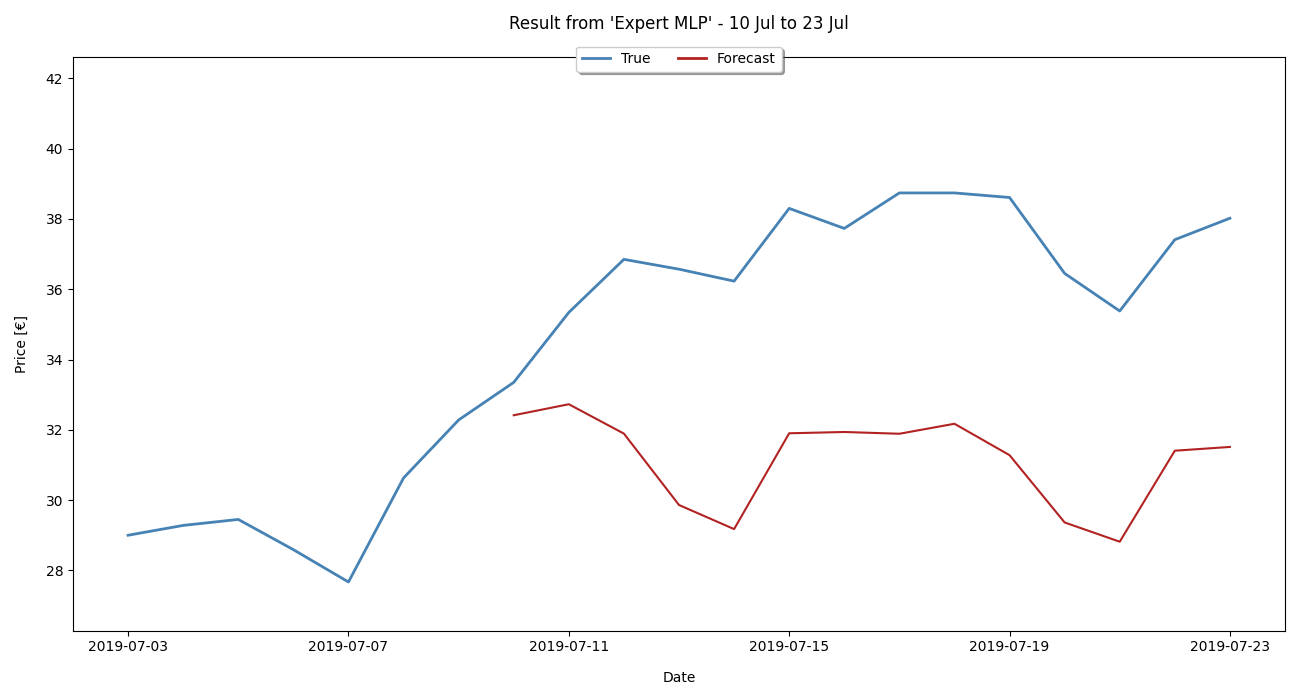 Result from 'Expert MLP' - 10 Jul to 23 Jul
True Forecast
42
40
38
36
34
32
30
28
Price [€]
2019-07-03 2019-07-07 2019-07-11 2019-07-15 2019-07-19 2019-07-23
Date